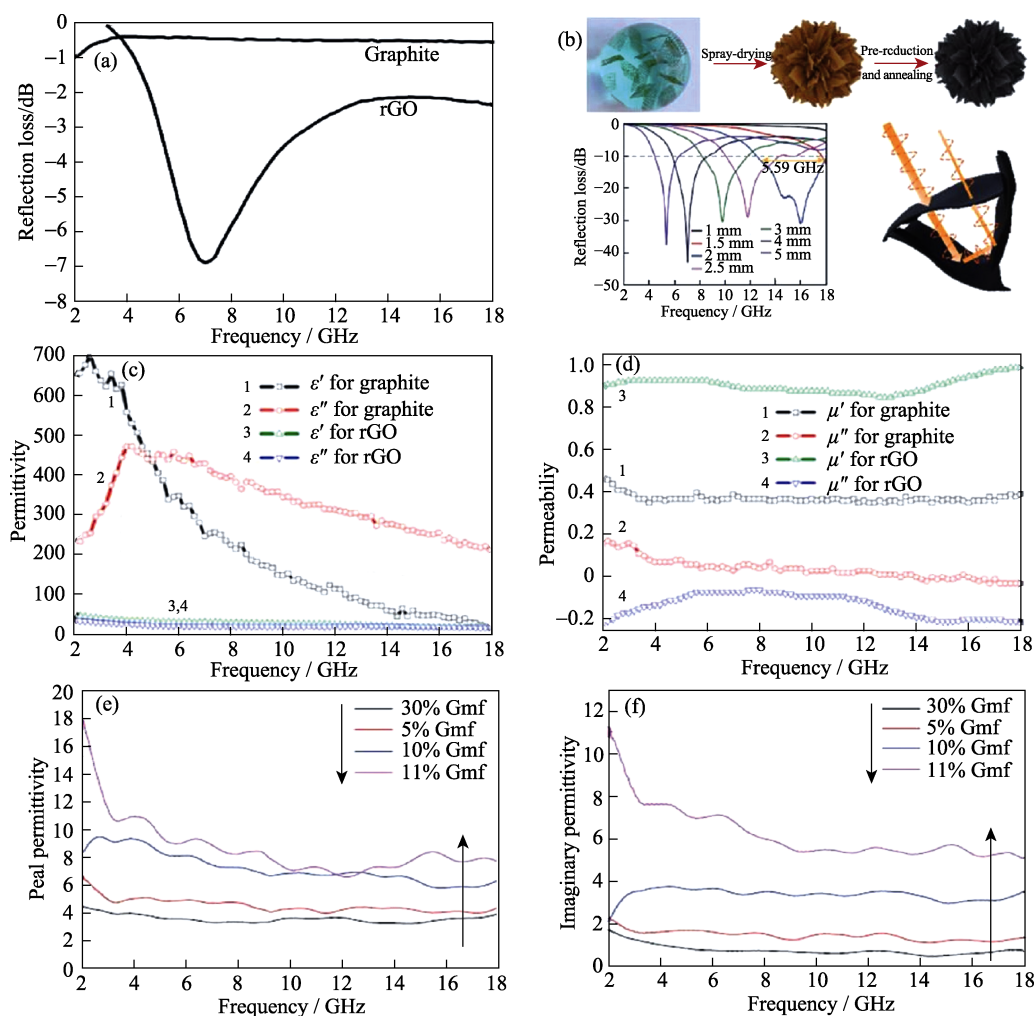 (a)
Graphite
rGO
Reflection loss/dB
0
−1
−2
−3
−4
−5
−6
−7
−8
2 4 6 8 10 12 14 16 18
Frequency / GHz
(b)
Spray-drying
Pre-rcduction
and annealing
Reflection loss/dB
0
−10
−20
−30
−40
−50
5.59 GHz
1 mm
1.5 mm
2 mm
2.5 mm
3 mm
4 mm
5 mm
2 4 6 8 10 12 14 16 18
Frequency / GHz
(c)
Permittivity
700
600
500
400
300
200
100
0
1 ε′ for graphite
2 ε″ for graphite
3 ε′ for rGO
4 ε″ for rGO
1
2
3,4
2 4 6 8 10 12 14 16 18
Frequency / GHz
(d)
Permeability
1.0
0.8
0.6
0.4
0.2
0
−0.2
1 μ′ for graphite
2 μ″ for graphite
3 μ′ for rGO
4 μ″ for rGO
3
1
2
4
2 4 6 8 10 12 14 16 18
Frequency / GHz
(e)
Peal permittivity
20
18
16
14
12
10
8
6
4
2
0
30% Gmf
5% Gmf
10% Gmf
11% Gmf
2 4 6 8 10 12 14 16 18
Frequency / GHz
(f)
Imaginary permittivity
12
10
8
6
4
2
0
30% Gmf
5% Gmf
10% Gmf
11% Gmf
2 4 6 8 10 12 14 16 18
Frequency / GHz